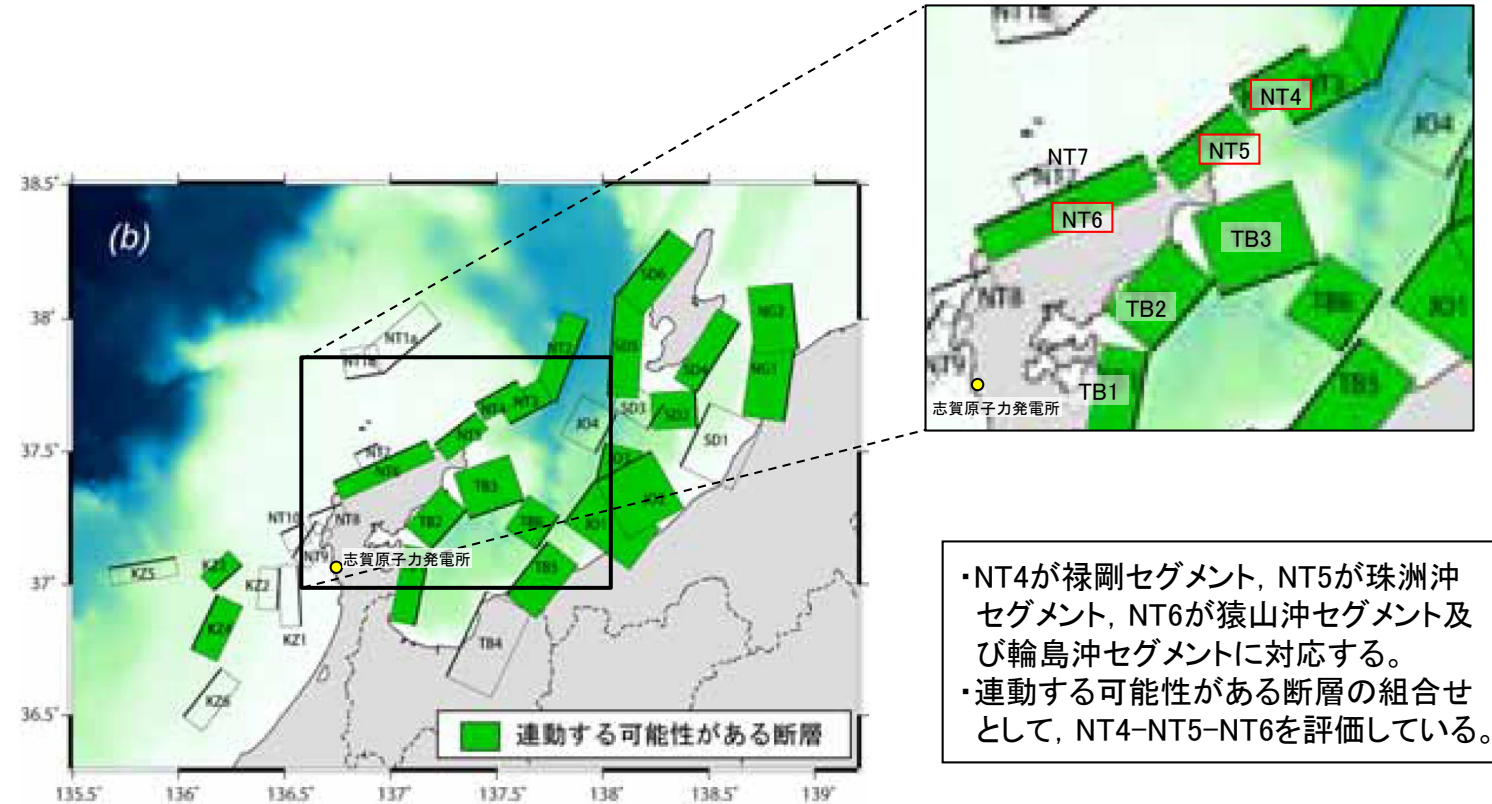 (b)
38.5°
38°
37.5°
37°
36.5°
135.5°
136°
136.5°
137°
137.5°
138°
138.5°
139°
SD6
NG2
NT1a
NT2
SD5
SD4
NG1
NT4
NT3
SD3
SD2
JO4
SD1
NT5
NT7
NT6
TB3
JO3
JO2
NT10
NT8
TB2
TB6
JO1
NT9
志賀原子力発電所
KZ5
KZ3
KZ2
TB5
KZ4
KZ1
TB4
KZ6
連動する可能性がある断層
NT4
JO4
NT5
NT7
NT6
TB3
NT8
TB2
TB6
JO1
NT9
TB1
TB5
志賀原子力発電所
・NT4が禄剛セグメント，NT5が珠洲沖
セグメント，NT6が猿山沖セグメント及
び輪島沖セグメントに対応する。
・連動する可能性がある断層の組合せ
として，NT4-NT5-NT6を評価している。